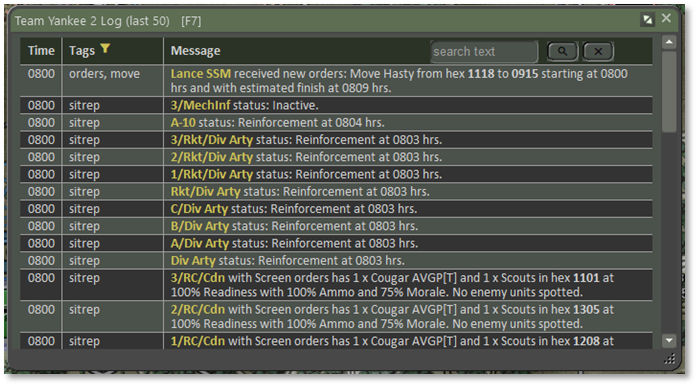 Team Yankee 2 Log (last 50) [F7]
Time Tags Message search text
0800 orders, move Lance SSM received new orders: Move Hasty from hex 1118 to 0915 starting at 0800
hrs and with estimated finish at 0809 hrs.
0800 sitrep 3/MechInf status: Inactive.
0800 sitrep A-10 status: Reinforcement at 0804 hrs.
0800 sitrep 3/Rkt/Div Arty status: Reinforcement at 0803 hrs.
0800 sitrep 2/Rkt/Div Arty status: Reinforcement at 0803 hrs.
0800 sitrep 1/Rkt/Div Arty status: Reinforcement at 0803 hrs.
0800 sitrep Rkt/Div Arty status: Reinforcement at 0803 hrs.
0800 sitrep C/Div Arty status: Reinforcement at 0803 hrs.
0800 sitrep B/Div Arty status: Reinforcement at 0803 hrs.
0800 sitrep A/Div Arty status: Reinforcement at 0803 hrs.
0800 sitrep Div Arty status: Reinforcement at 0803 hrs.
0800 sitrep 3/RC/Cdn with Screen orders has 1 x Cougar AVGP[T] and 1 x Scouts in hex 1101 at
100% Readiness with 100% Ammo and 75% Morale. No enemy units spotted.
0800 sitrep 2/RC/Cdn with Screen orders has 1 x Cougar AVGP[T] and 1 x Scouts in hex 1305 at
100% Readiness with 100% Ammo and 75% Morale. No enemy units spotted.
0800 sitrep 1/RC/Cdn with Screen orders has 1 x Cougar AVGP[T] and 1 x Scouts in hex 1208 at